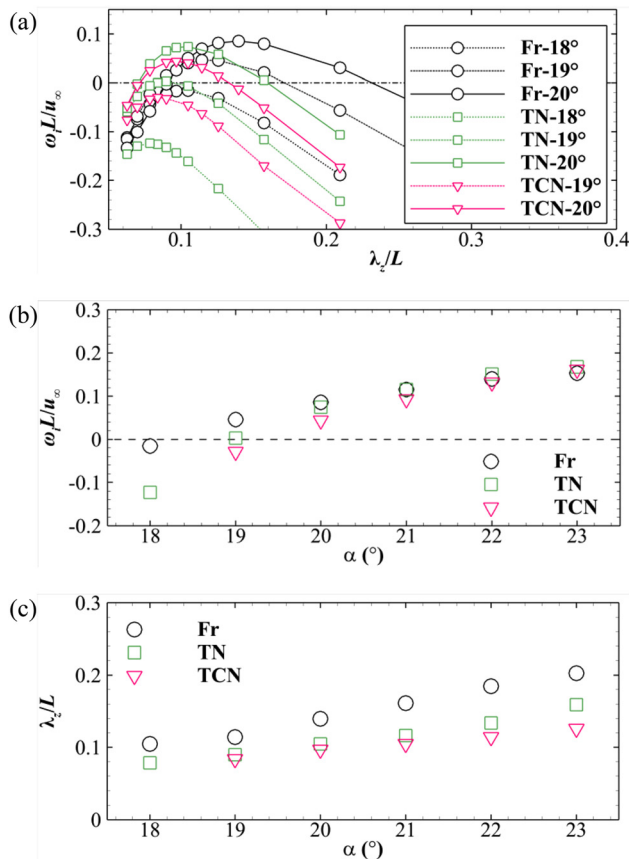 (a)
0.1
0
-0.1
-0.2
-0.3
ω_i L/u_∞
0.1
0.2
0.3
0.4
λ_z/L
Fr-18°
Fr-19°
Fr-20°
TN-18°
TN-19°
TN-20°
TCN-19°
TCN-20°
(b)
0.3
0.2
0.1
0
-0.1
-0.2
ω_i L/u_∞
Fr
TN
TCN
18 19 20 21 22 23
α (°)
(c)
0.3
0.2
0.1
0
λ_z/L
Fr
TN
TCN
18 19 20 21 22 23
α (°)